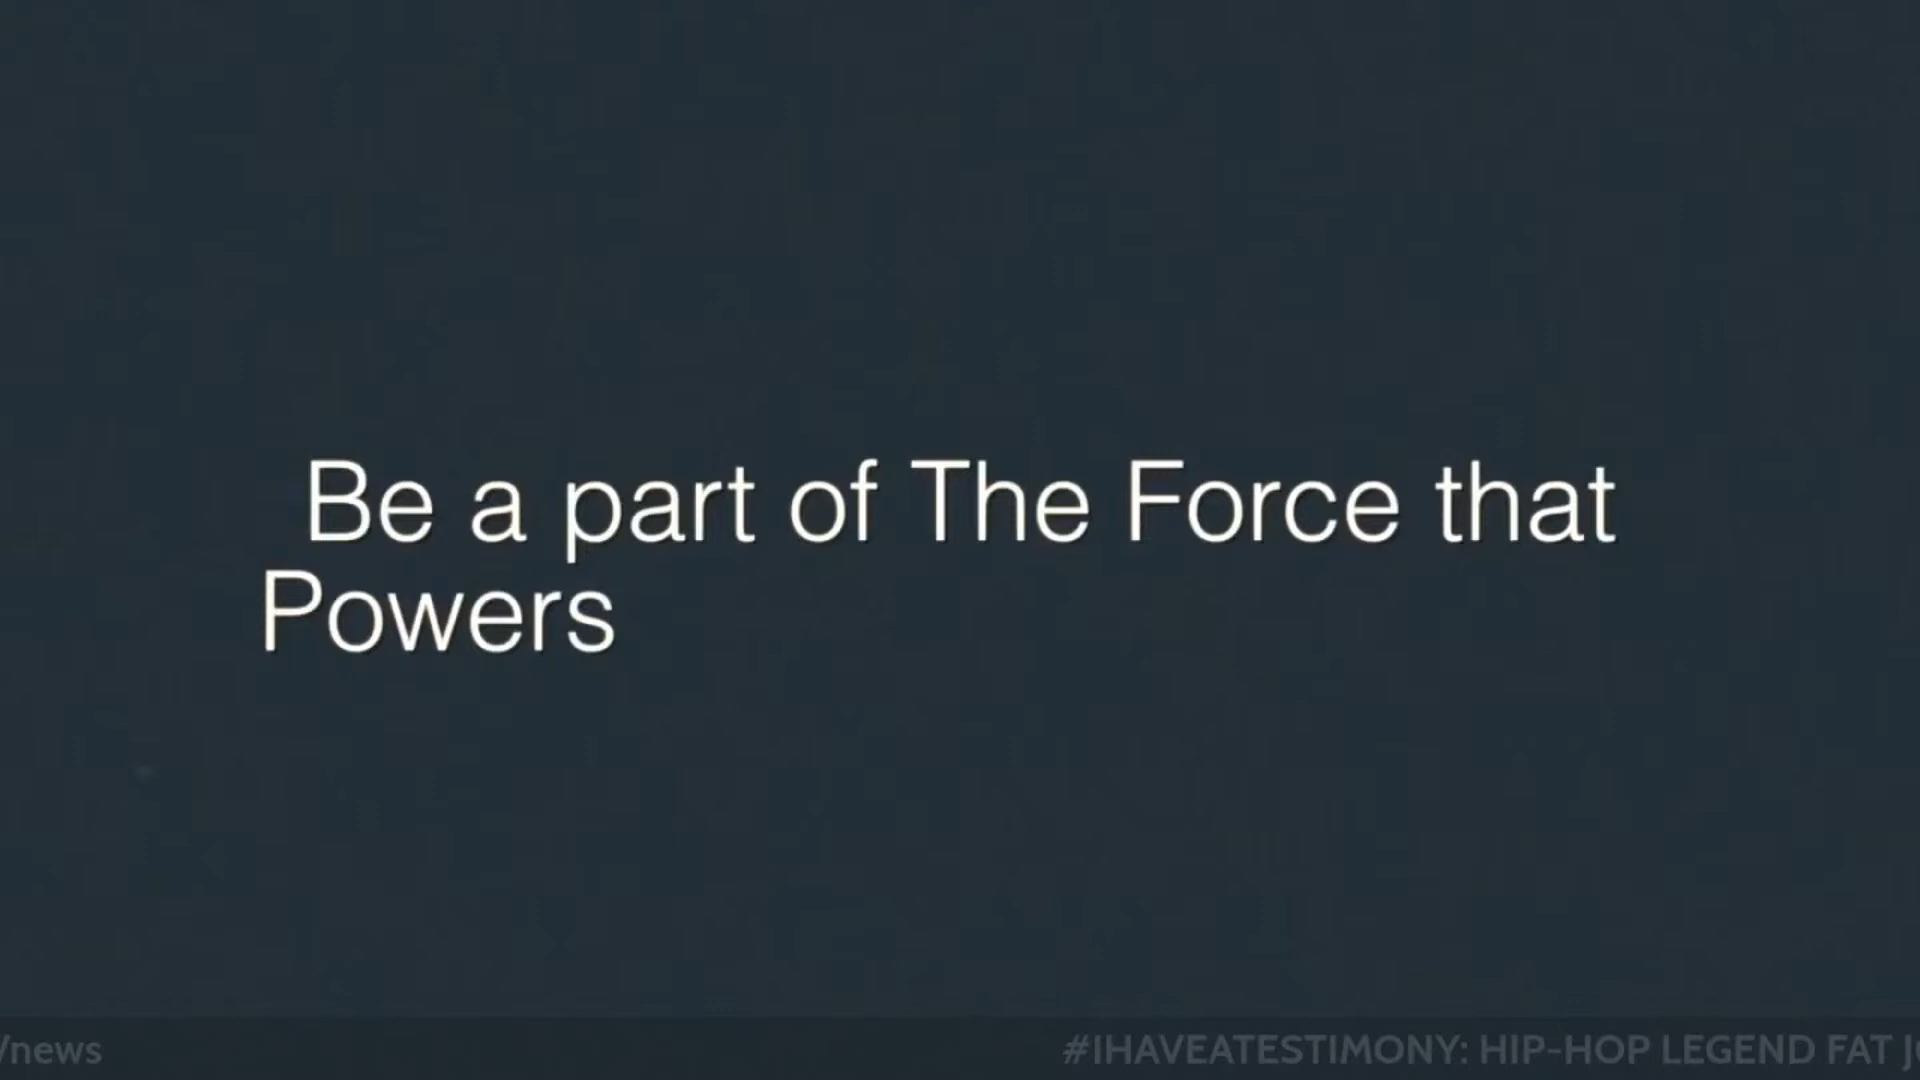 Be a part of The Force that
Powers
/news
#IHAVEATESTIMONY: HIP-HOP LEGEND FAT